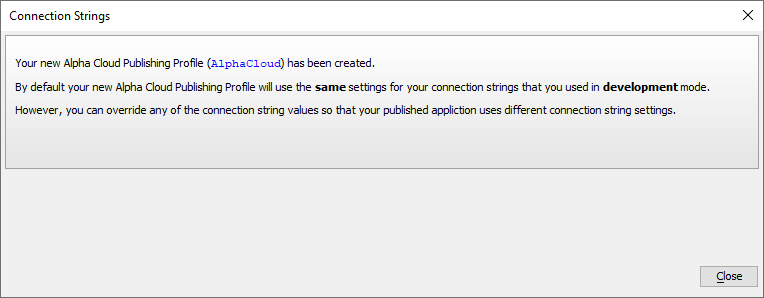 Connection Strings
Your new Alpha Cloud Publishing Profile (AlphaCloud) has been created.
By default your new Alpha Cloud Publishing Profile will use the same settings for your connection strings that you used in development mode.
However, you can override any of the connection string values so that your published appliction uses different connection string settings.
Close